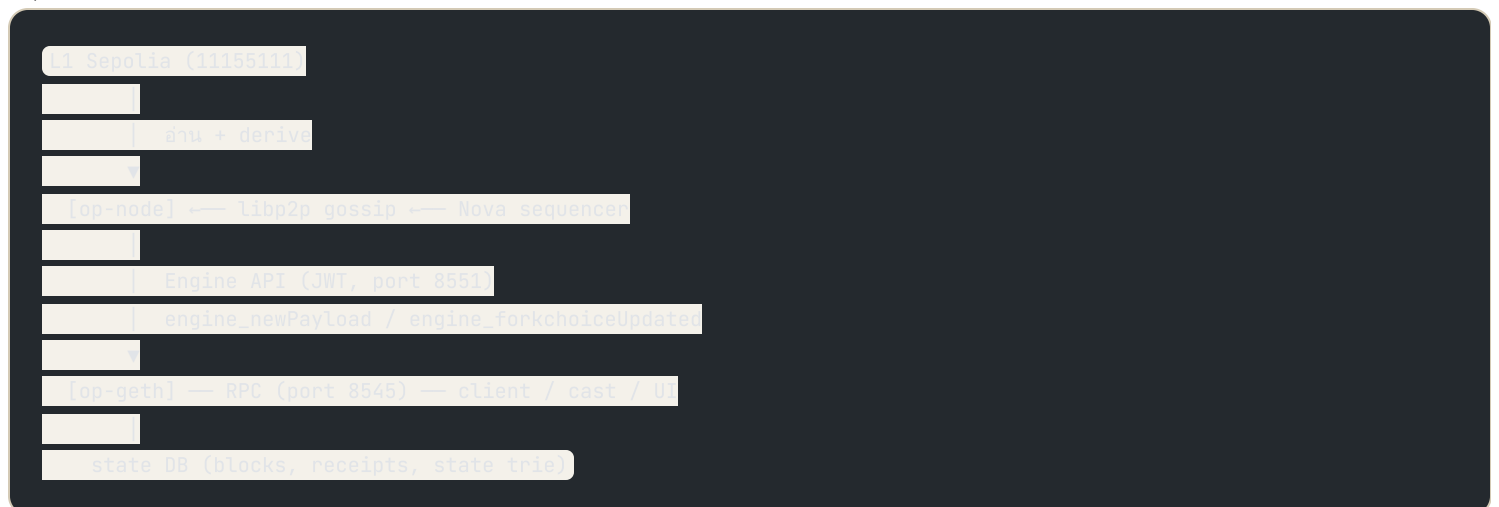 L1 Sepolia (11155111)
│
│ อ่าน + derive
▼
[op-node] ←── libp2p gossip ←── Nova sequencer
│
│ Engine API (JWT, port 8551)
│ engine_newPayload / engine_forkchoiceUpdated
▼
[op-geth] ── RPC (port 8545) ── client / cast / UI
│
state DB (blocks, receipts, state trie)